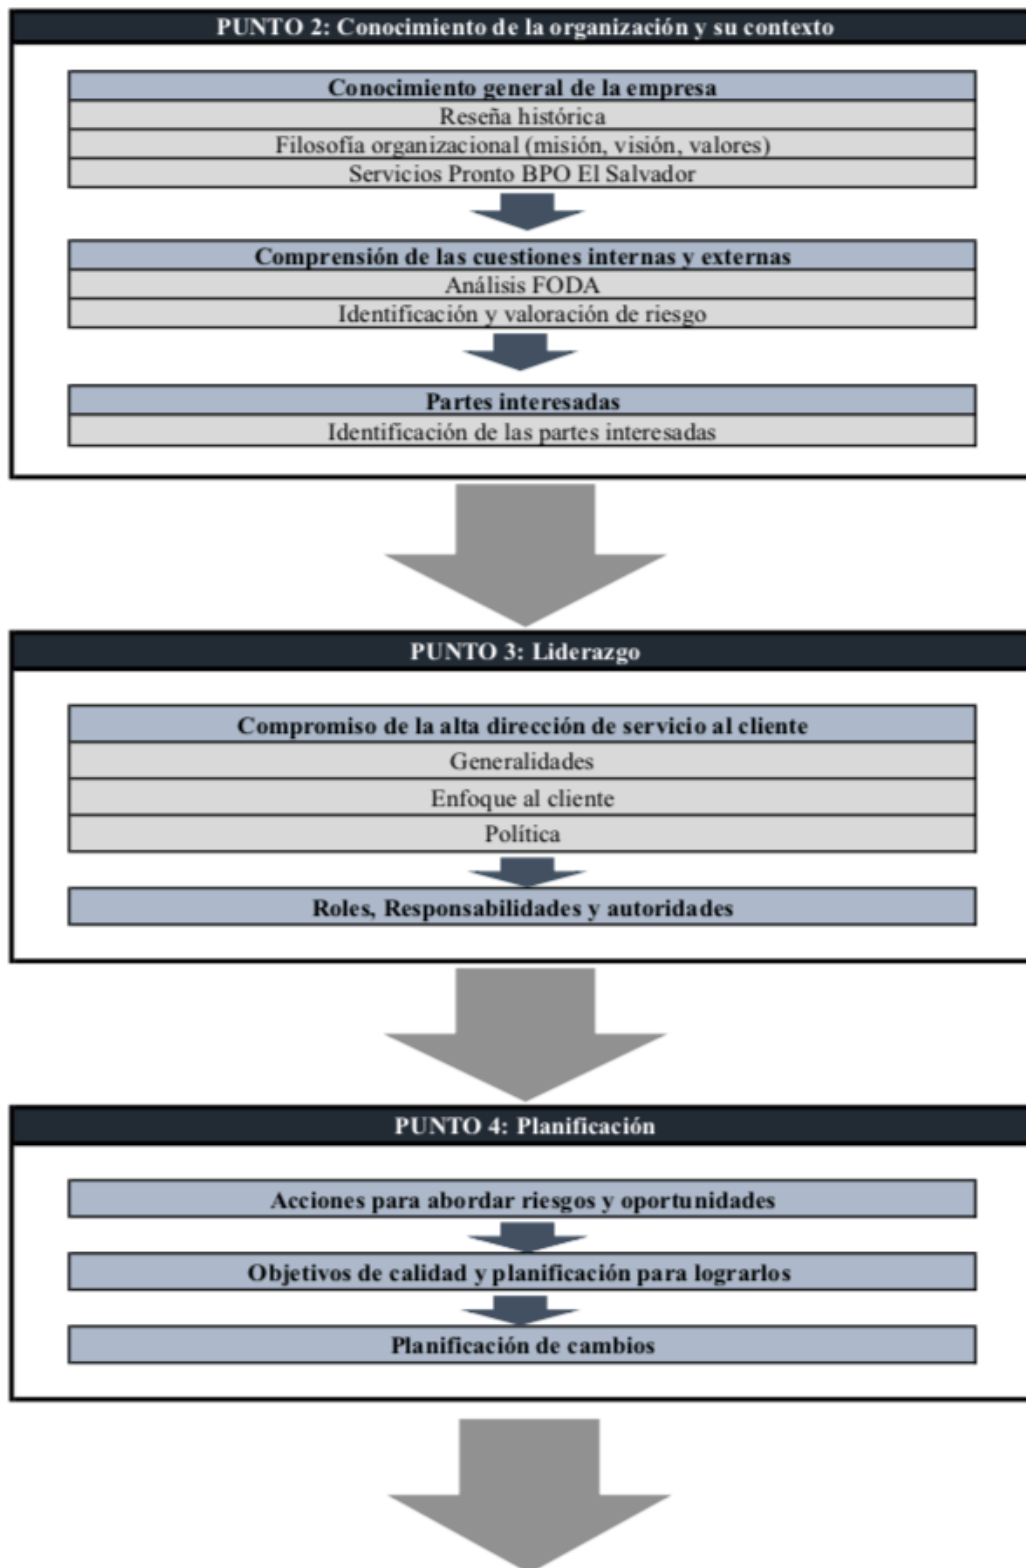 PUNTO 2: Conocimiento de la organización y su contexto
Conocimiento general de la empresa
Reseña histórica
Filosofía organizacional (misión, visión, valores)
Servicios Pronto BPO El Salvador
Comprensión de las cuestiones internas y externas
Análisis FODA
Identificación y valoración de riesgo
Partes interesadas
Identificación de las partes interesadas
PUNTO 3: Liderazgo
Compromiso de la alta dirección de servicio al cliente
Generalidades
Enfoque al cliente
Política
Roles, Responsabilidades y autoridades
PUNTO 4: Planificación
Acciones para abordar riesgos y oportunidades
Objetivos de calidad y planificación para lograrlos
Planificación de cambios